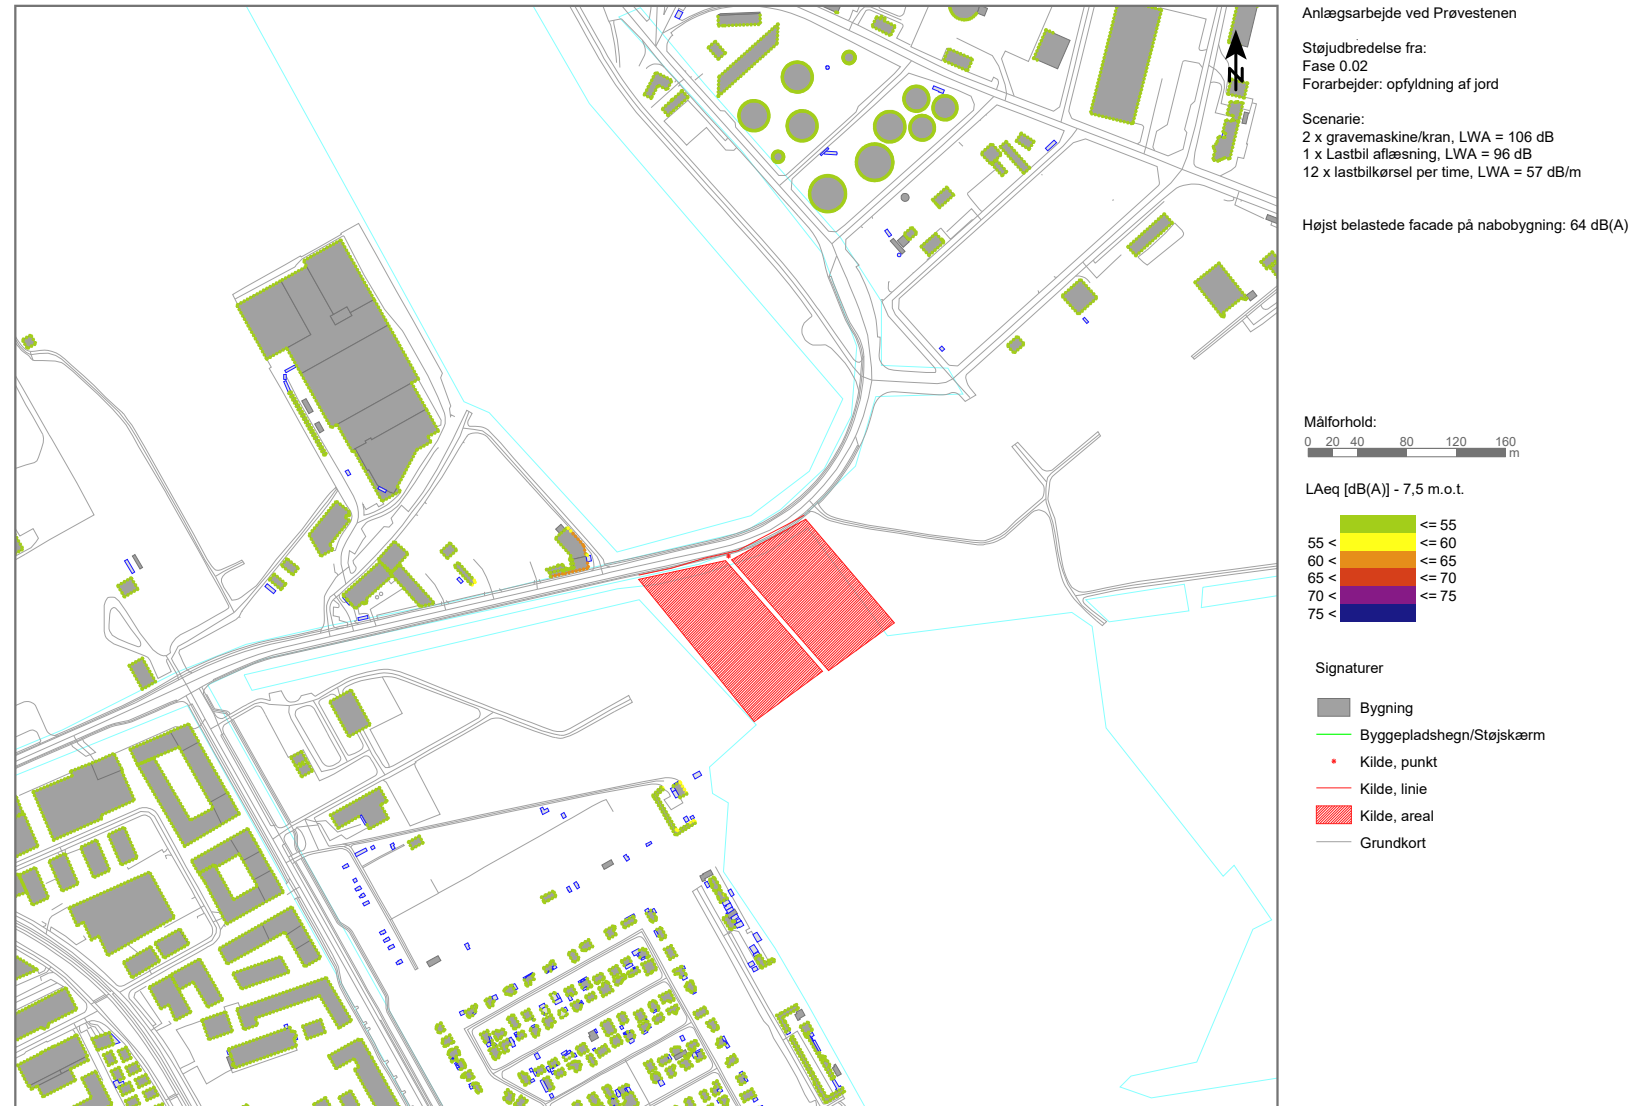 Anlægsarbejde ved Prøvestenen
Støjudbredelse fra:
Fase 0.02
Forarbejder: opfyldning af jord
Scenarie:
2 x gravemaskine/kran, LWA = 106 dB
1 x Lastbil aflæsning, LWA = 96 dB
12 x lastbilkørsel per time, LWA = 57 dB/m
Højst belastede facade på nabobygning: 64 dB(A)
N
Målforhold:
0 20 40 80 120 160
m
LAeq [dB(A)] - 7,5 m.o.t.
<= 55
55 < <= 60
60 < <= 65
65 < <= 70
70 < <= 75
75 <
Signaturer
Bygning
Byggepladshegn/Støjskærm
Kilde, punkt
Kilde, linie
Kilde, areal
Grundkort